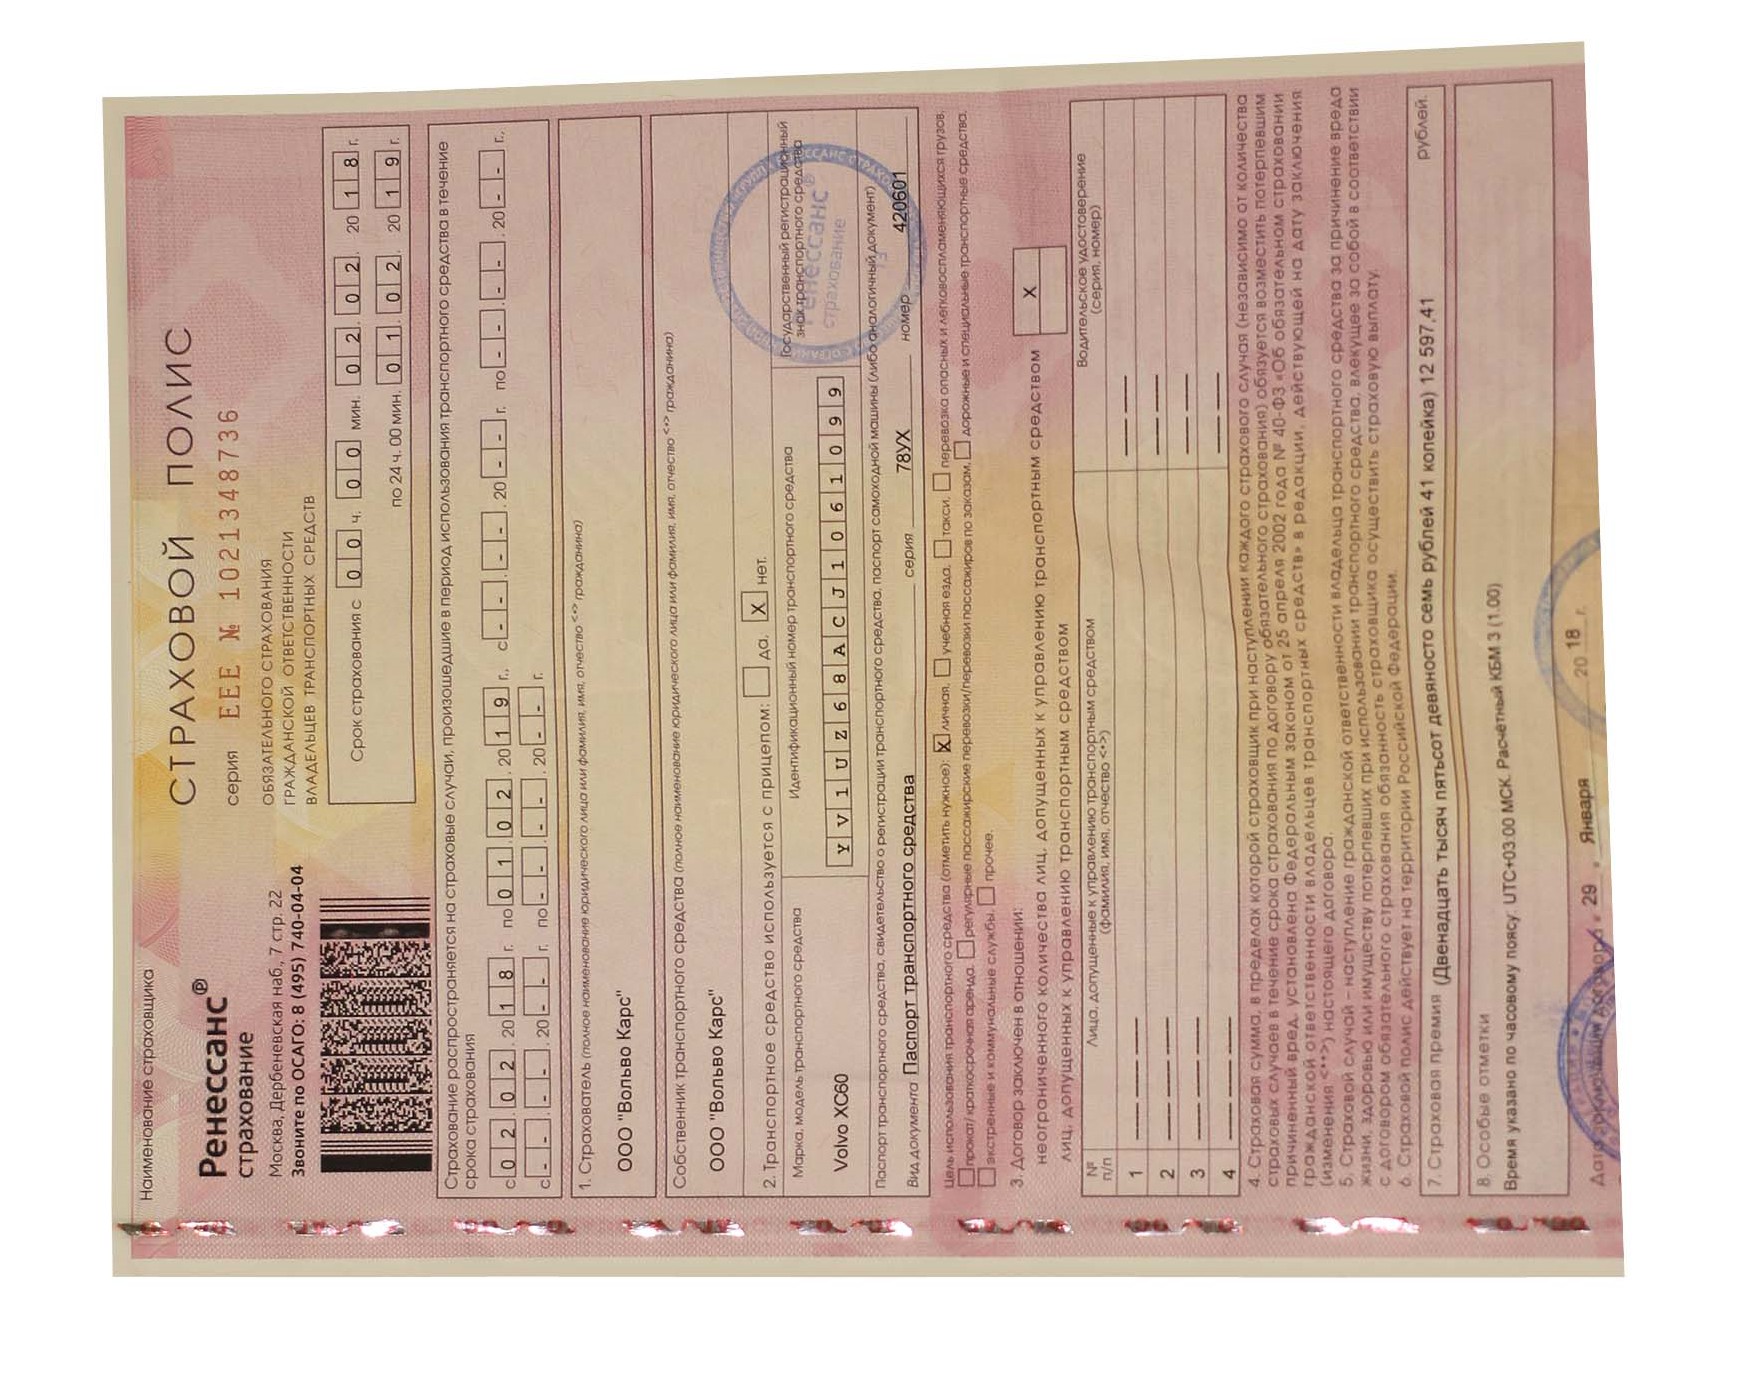 Наименование страховщика
Ренессанс®
страхование
Москва, Дербеневская наб., 7 стр. 22
Звоните по ОСАГО: 8 (495) 740-04-04
СТРАХОВОЙ ПОЛИС
серия ЕЕЕ № 1021348736
ОБЯЗАТЕЛЬНОГО СТРАХОВАНИЯ
ГРАЖДАНСКОЙ ОТВЕТСТВЕННОСТИ
ВЛАДЕЛЬЦЕВ ТРАНСПОРТНЫХ СРЕДСТВ
Срок страхования с 00 ч. 00 мин. 02.02.2018 г.
по 24 ч. 00 мин. 01.02.2019 г.
Страхование распространяется на страховые случаи, произошедшие в период использования транспортного средства в течение
срока страхования
с 02.02.2018 г. по 01.02.2019 г., с --.--.20-- г. по --.--.20-- г.,
с --.--.20-- г. по --.--.20-- г.
1. Страхователь (полное наименование юридического лица или фамилия, имя, отчество <*> гражданина)
ООО "Вольво Карс"
Собственник транспортного средства (полное наименование юридического лица или фамилия, имя, отчество <*> гражданина)
ООО "Вольво Карс"
2. Транспортное средство используется с прицепом: да, X нет.
Марка, модель транспортного средства
Идентификационный номер транспортного средства
Государственный регистрационный
знак транспортного средства
Volvo XC60
YV1UZ68ACJ1061099
Ренессанс®
страхование
Паспорт транспортного средства, свидетельство о регистрации транспортного средства, паспорт самоходной машины (либо аналогичный документ)
Вид документа Паспорт транспортного средства серия 78УХ номер 420601
Цель использования транспортного средства (отметить нужное): X личная, учебная езда, такси, перевозка опасных и легковоспламеняющихся грузов,
прокат/ краткосрочная аренда, регулярные пассажирские перевозки/перевозки пассажиров по заказам, дорожные и специальные транспортные средства,
экстренные и коммунальные службы, прочее.
3. Договор заключен в отношении:
неограниченного количества лиц, допущенных к управлению транспортным средством X
лиц, допущенных к управлению транспортным средством
№
п/п
Лица, допущенные к управлению транспортным средством
(фамилия, имя, отчество <*>)
Водительское удостоверение
(серия, номер)
1
2
3
4
4. Страховая сумма, в пределах которой страховщик при наступлении каждого страхового случая (независимо от количества
страховых случаев в течение срока страхования по договору обязательного страхования) обязуется возместить потерпевшим
причиненный вред, установлена Федеральным законом от 25 апреля 2002 года № 40-ФЗ «Об обязательном страховании
гражданской ответственности владельцев транспортных средств» в редакции, действующей на дату заключения
(изменения <**>) настоящего договора.
5. Страховой случай – наступление гражданской ответственности владельца транспортного средства за причинение вреда
жизни, здоровью или имуществу потерпевших при использовании транспортного средства, влекущее за собой в соответствии
с договором обязательного страхования обязанность страховщика осуществить страховую выплату.
6. Страховой полис действует на территории Российской Федерации.
7. Страховая премия (Двенадцать тысяч пятьсот девяносто семь рублей 41 копейка) 12 597,41 рублей.
8. Особые отметки
Время указано по часовому поясу: UTC+03:00 МСК. Расчётный КБМ 3 (1.00)
Дата заключения договора « 29 » Января 20 18 г.